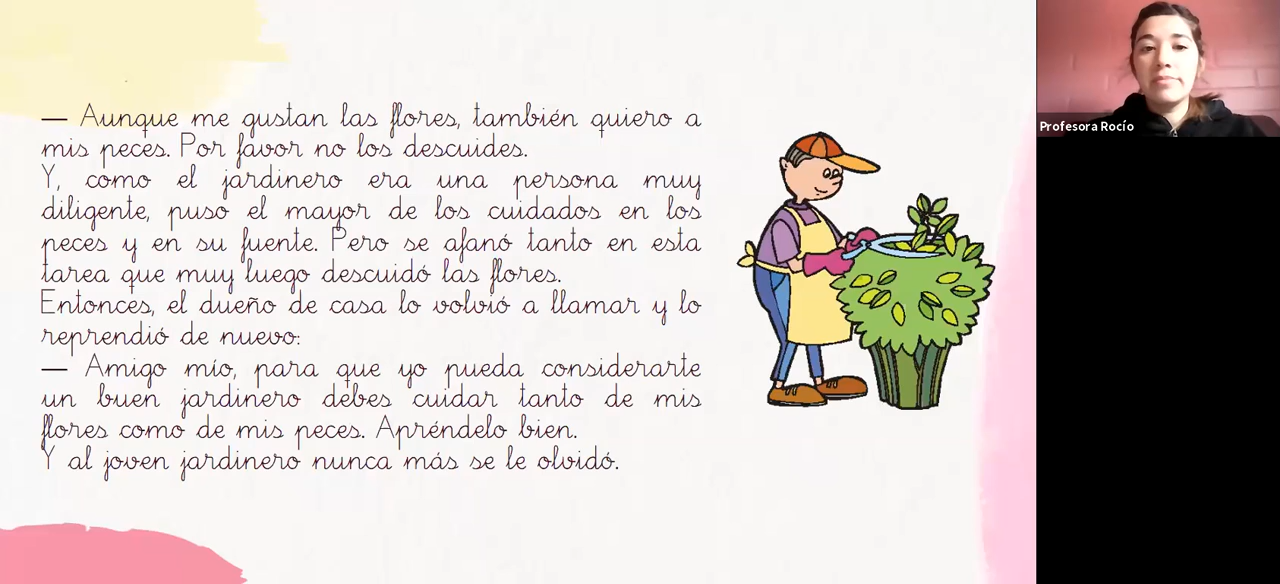 — Aunque me gustan las flores, también quiero a
mis peces. Por favor no los descuides.
Y, como el jardinero era una persona muy
diligente, puso el mayor de los cuidados en los
peces y en su fuente. Pero se afanó tanto en esta
tarea que muy luego descuidó las flores.
Entonces, el dueño de casa lo volvió a llamar y lo
reprendió de nuevo:
— Amigo mío, para que yo pueda considerarte
un buen jardinero debes cuidar tanto de mis
flores como de mis peces. Apréndelo bien.
Y al joven jardinero nunca más se le olvidó.
Profesora Rocío